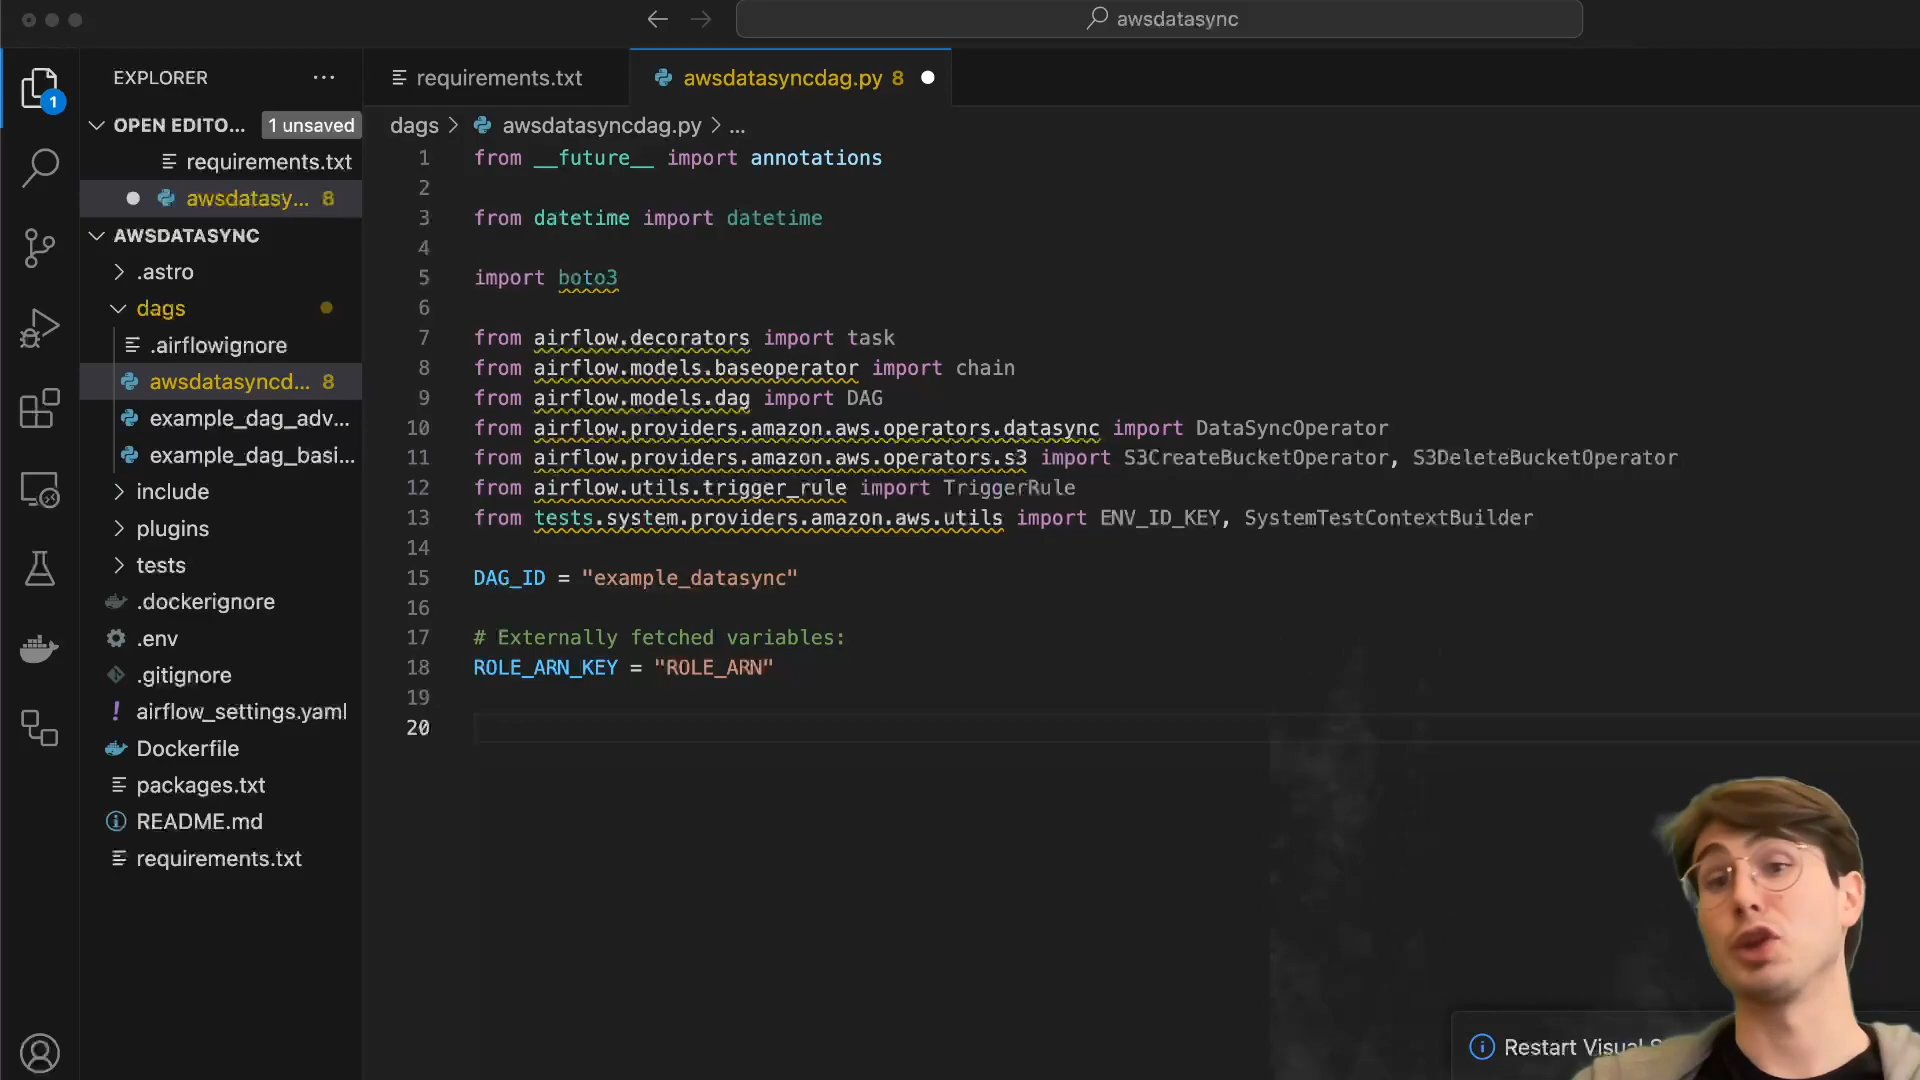 awsdatasync
EXPLORER
requirements.txt
awsdatasyncdag.py 8
1
OPEN EDITO... 1 unsaved
requirements.txt
awsdatasy... 8
AWSDATASYNC
.astro
dags
.airflowignore
awsdatasyncd... 8
example_dag_adv...
example_dag_basi...
include
plugins
tests
.dockerignore
.env
.gitignore
airflow_settings.yaml
Dockerfile
packages.txt
README.md
requirements.txt
dags > awsdatasyncdag.py > ...
1 from __future__ import annotations
2
3 from datetime import datetime
4
5 import boto3
6
7 from airflow.decorators import task
8 from airflow.models.baseoperator import chain
9 from airflow.models.dag import DAG
10 from airflow.providers.amazon.aws.operators.datasync import DataSyncOperator
11 from airflow.providers.amazon.aws.operators.s3 import S3CreateBucketOperator, S3DeleteBucketOperator
12 from airflow.utils.trigger_rule import TriggerRule
13 from tests.system.providers.amazon.aws.utils import ENV_ID_KEY, SystemTestContextBuilder
14
15 DAG_ID = "example_datasync"
16
17 # Externally fetched variables:
18 ROLE_ARN_KEY = "ROLE_ARN"
19
20
Restart Visual